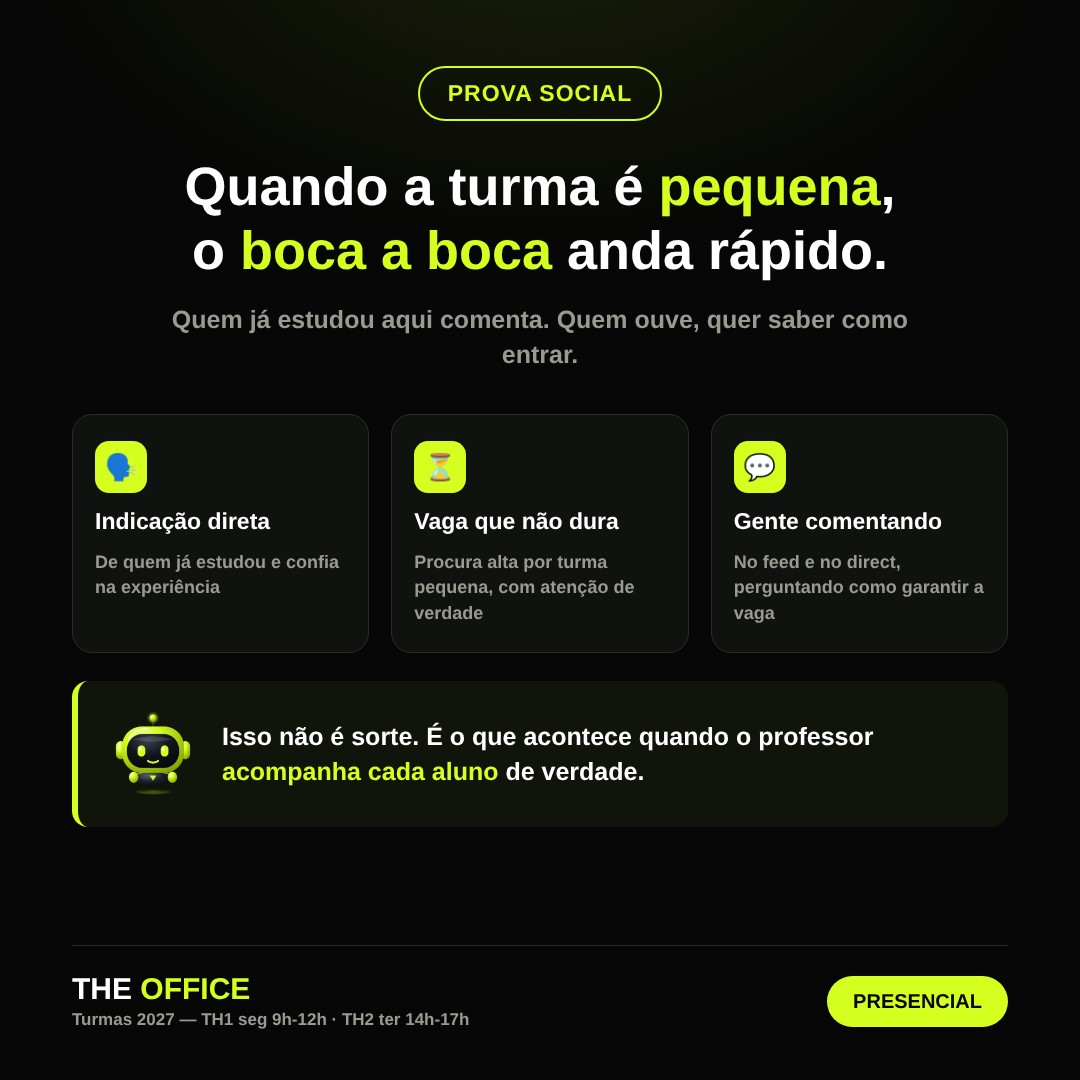 PROVA SOCIAL
Quando a turma é pequena,
o boca a boca anda rápido.
Quem já estudou aqui comenta. Quem ouve, quer saber como
entrar.
Indicação direta
De quem já estudou e confia
na experiência
Vaga que não dura
Procura alta por turma
pequena, com atenção de
verdade
Gente comentando
No feed e no direct,
perguntando como garantir a
vaga
Isso não é sorte. É o que acontece quando o professor
acompanha cada aluno de verdade.
THE OFFICE
Turmas 2027 — TH1 seg 9h-12h · TH2 ter 14h-17h
PRESENCIAL